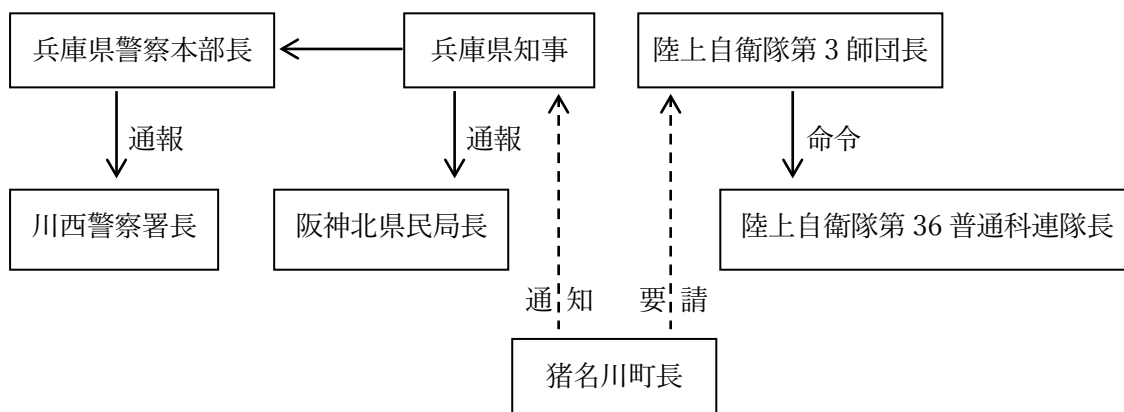 兵庫県警察本部長
兵庫県知事
陸上自衛隊第3師団長
通報
通報
命令
川西警察署長
阪神北県民局長
陸上自衛隊第36普通科連隊長
通知
要請
猪名川町長